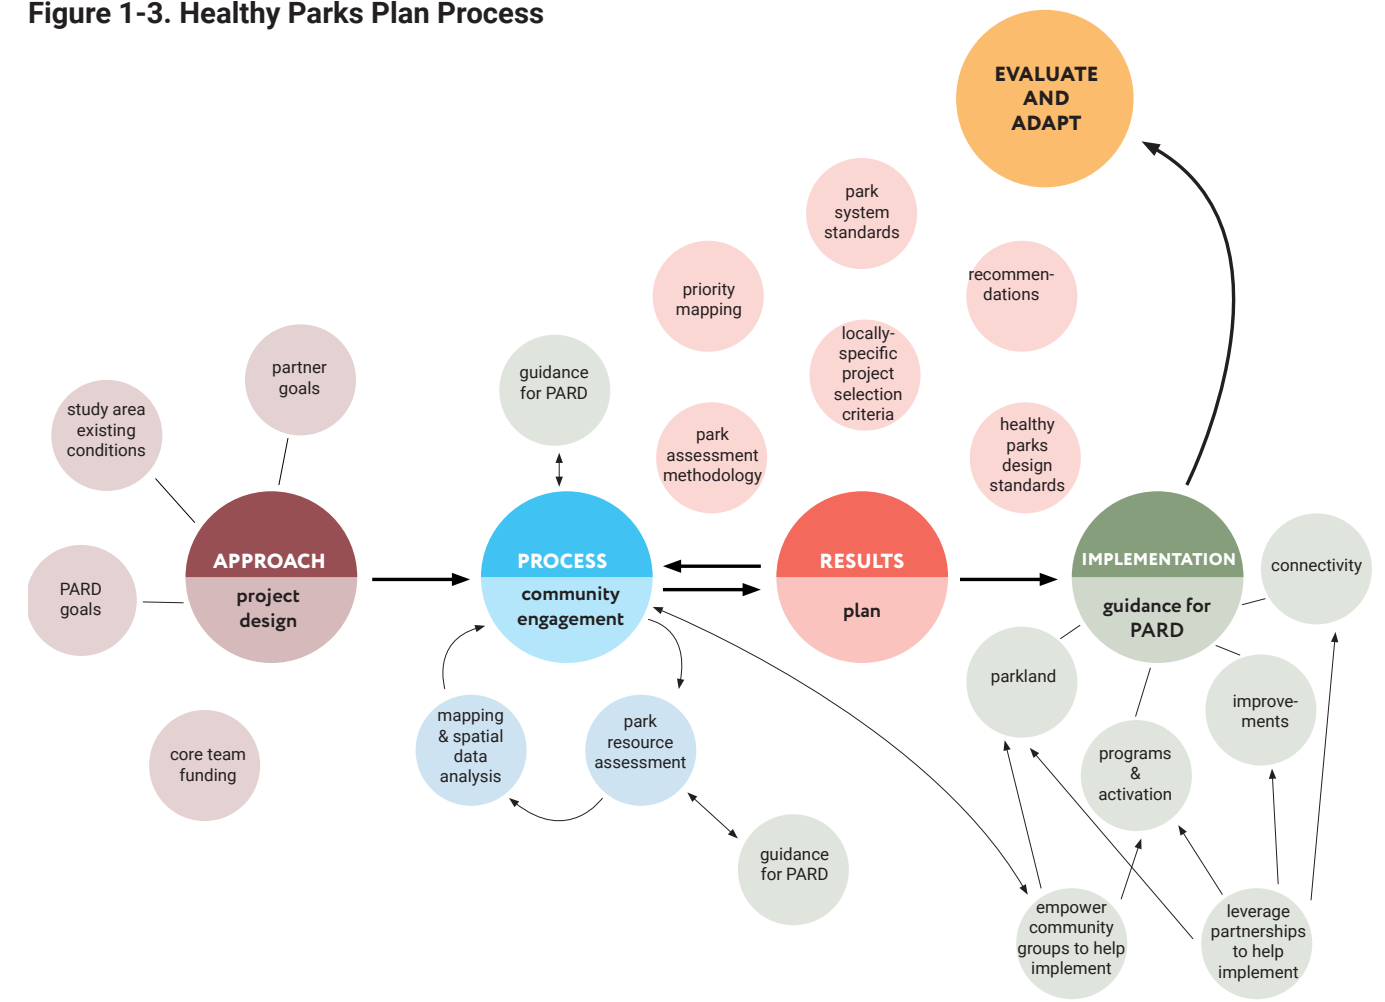 Figure 1-3. Healthy Parks Plan Process
EVALUATE
AND
ADAPT
park
system
standards
priority
mapping
recommen-
dations
locally-
specific
project
selection
criteria
partner
goals
guidance
for PARD
study area
existing
conditions
park
assessment
methodology
healthy
parks
design
standards
APPROACH
project
design
PROCESS
community
engagement
RESULTS
plan
IMPLEMENTATION
guidance for
PARD
connectivity
PARD
goals
parkland
improve-
ments
core team
funding
mapping
& spatial
data
analysis
park
resource
assessment
programs
&
activation
guidance
for PARD
empower
community
groups to help
implement
leverage
partnerships
to help
implement